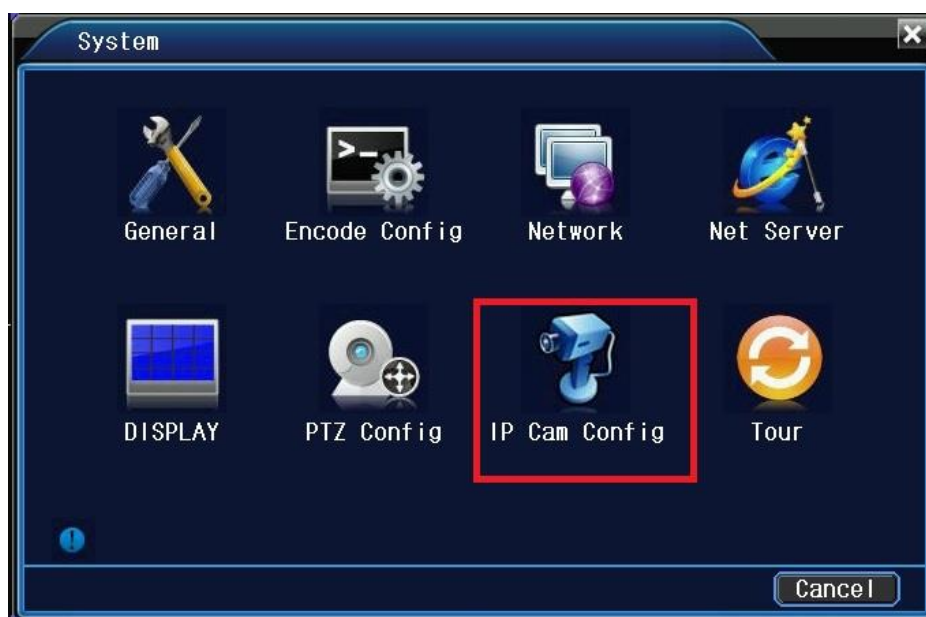 System
General
Encode Config
Network
Net Server
DISPLAY
PTZ Config
IP Cam Config
Tour
Cancel